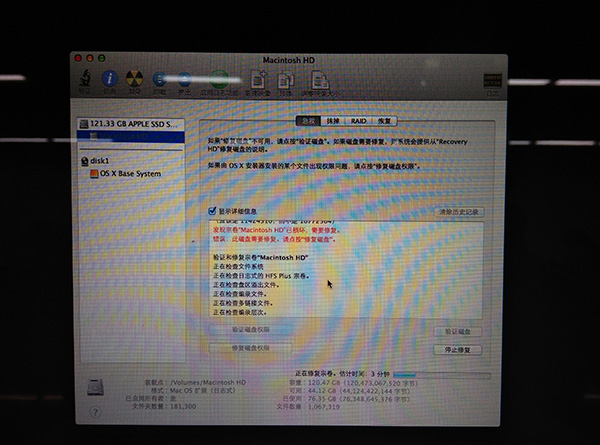 Macintosh HD
121.33 GB APPLE SSD S...
disk1
OS X Base System
急救 抹掉 RAID 恢复
如果“修复磁盘”不可用，请点按“验证磁盘”。如果磁盘需要修复，则系统会提供从“Recovery
HD”修复磁盘的说明。
如果由 OS X 安装器安装的某个文件出现权限问题，请点按“修复磁盘权限”。
显示详细信息
清除历史记录
发现宗卷“Macintosh HD”已损坏，需要修复。
错误：此磁盘需要修复。请点按“修复磁盘”。
验证和修复宗卷“Macintosh HD”
正在检查文件系统
正在检查日志式的 HFS Plus 宗卷。
正在检查盘区溢出文件。
正在检查编录文件。
正在检查多链接文件。
正在检查编录层次。
验证磁盘权限
验证磁盘
修复磁盘权限
停止修复
正在修复宗卷。估计时间：3 分钟
装载点：/Volumes/Macintosh HD
容量：120.47 GB（120,473,067,520 字节）
格式：Mac OS 扩展（日志式）
可用：44.12 GB（44,124,422,144 字节）
已启用所有者：是
已使用：76.35 GB（76,348,645,376 字节）
文件夹数量：181,300
文件数量：1,067,319
?